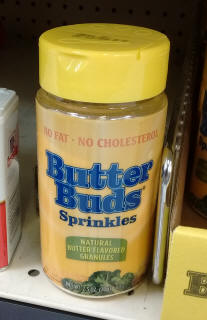 NO FAT · NO CHOLESTEROL
Butter
Buds®
Sprinkles
NATURAL
BUTTER FLAVORED
GRANULES